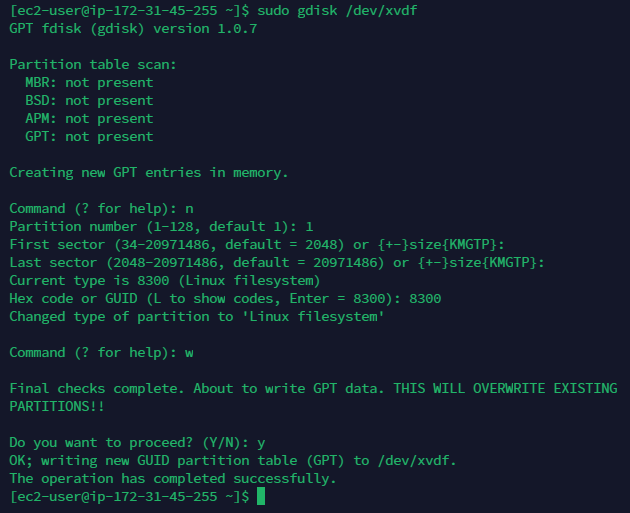 [ec2-user@ip-172-31-45-255 ~]$ sudo gdisk /dev/xvdf
GPT fdisk (gdisk) version 1.0.7
Partition table scan:
MBR: not present
BSD: not present
APM: not present
GPT: not present
Creating new GPT entries in memory.
Command (? for help): n
Partition number (1-128, default 1): 1
First sector (34-20971486, default = 2048) or {+-}size{KMGTP}:
Last sector (2048-20971486, default = 20971486) or {+-}size{KMGTP}:
Current type is 8300 (Linux filesystem)
Hex code or GUID (L to show codes, Enter = 8300): 8300
Changed type of partition to 'Linux filesystem'
Command (? for help): w
Final checks complete. About to write GPT data. THIS WILL OVERWRITE EXISTING
PARTITIONS!!
Do you want to proceed? (Y/N): y
OK; writing new GUID partition table (GPT) to /dev/xvdf.
The operation has completed successfully.
[ec2-user@ip-172-31-45-255 ~]$